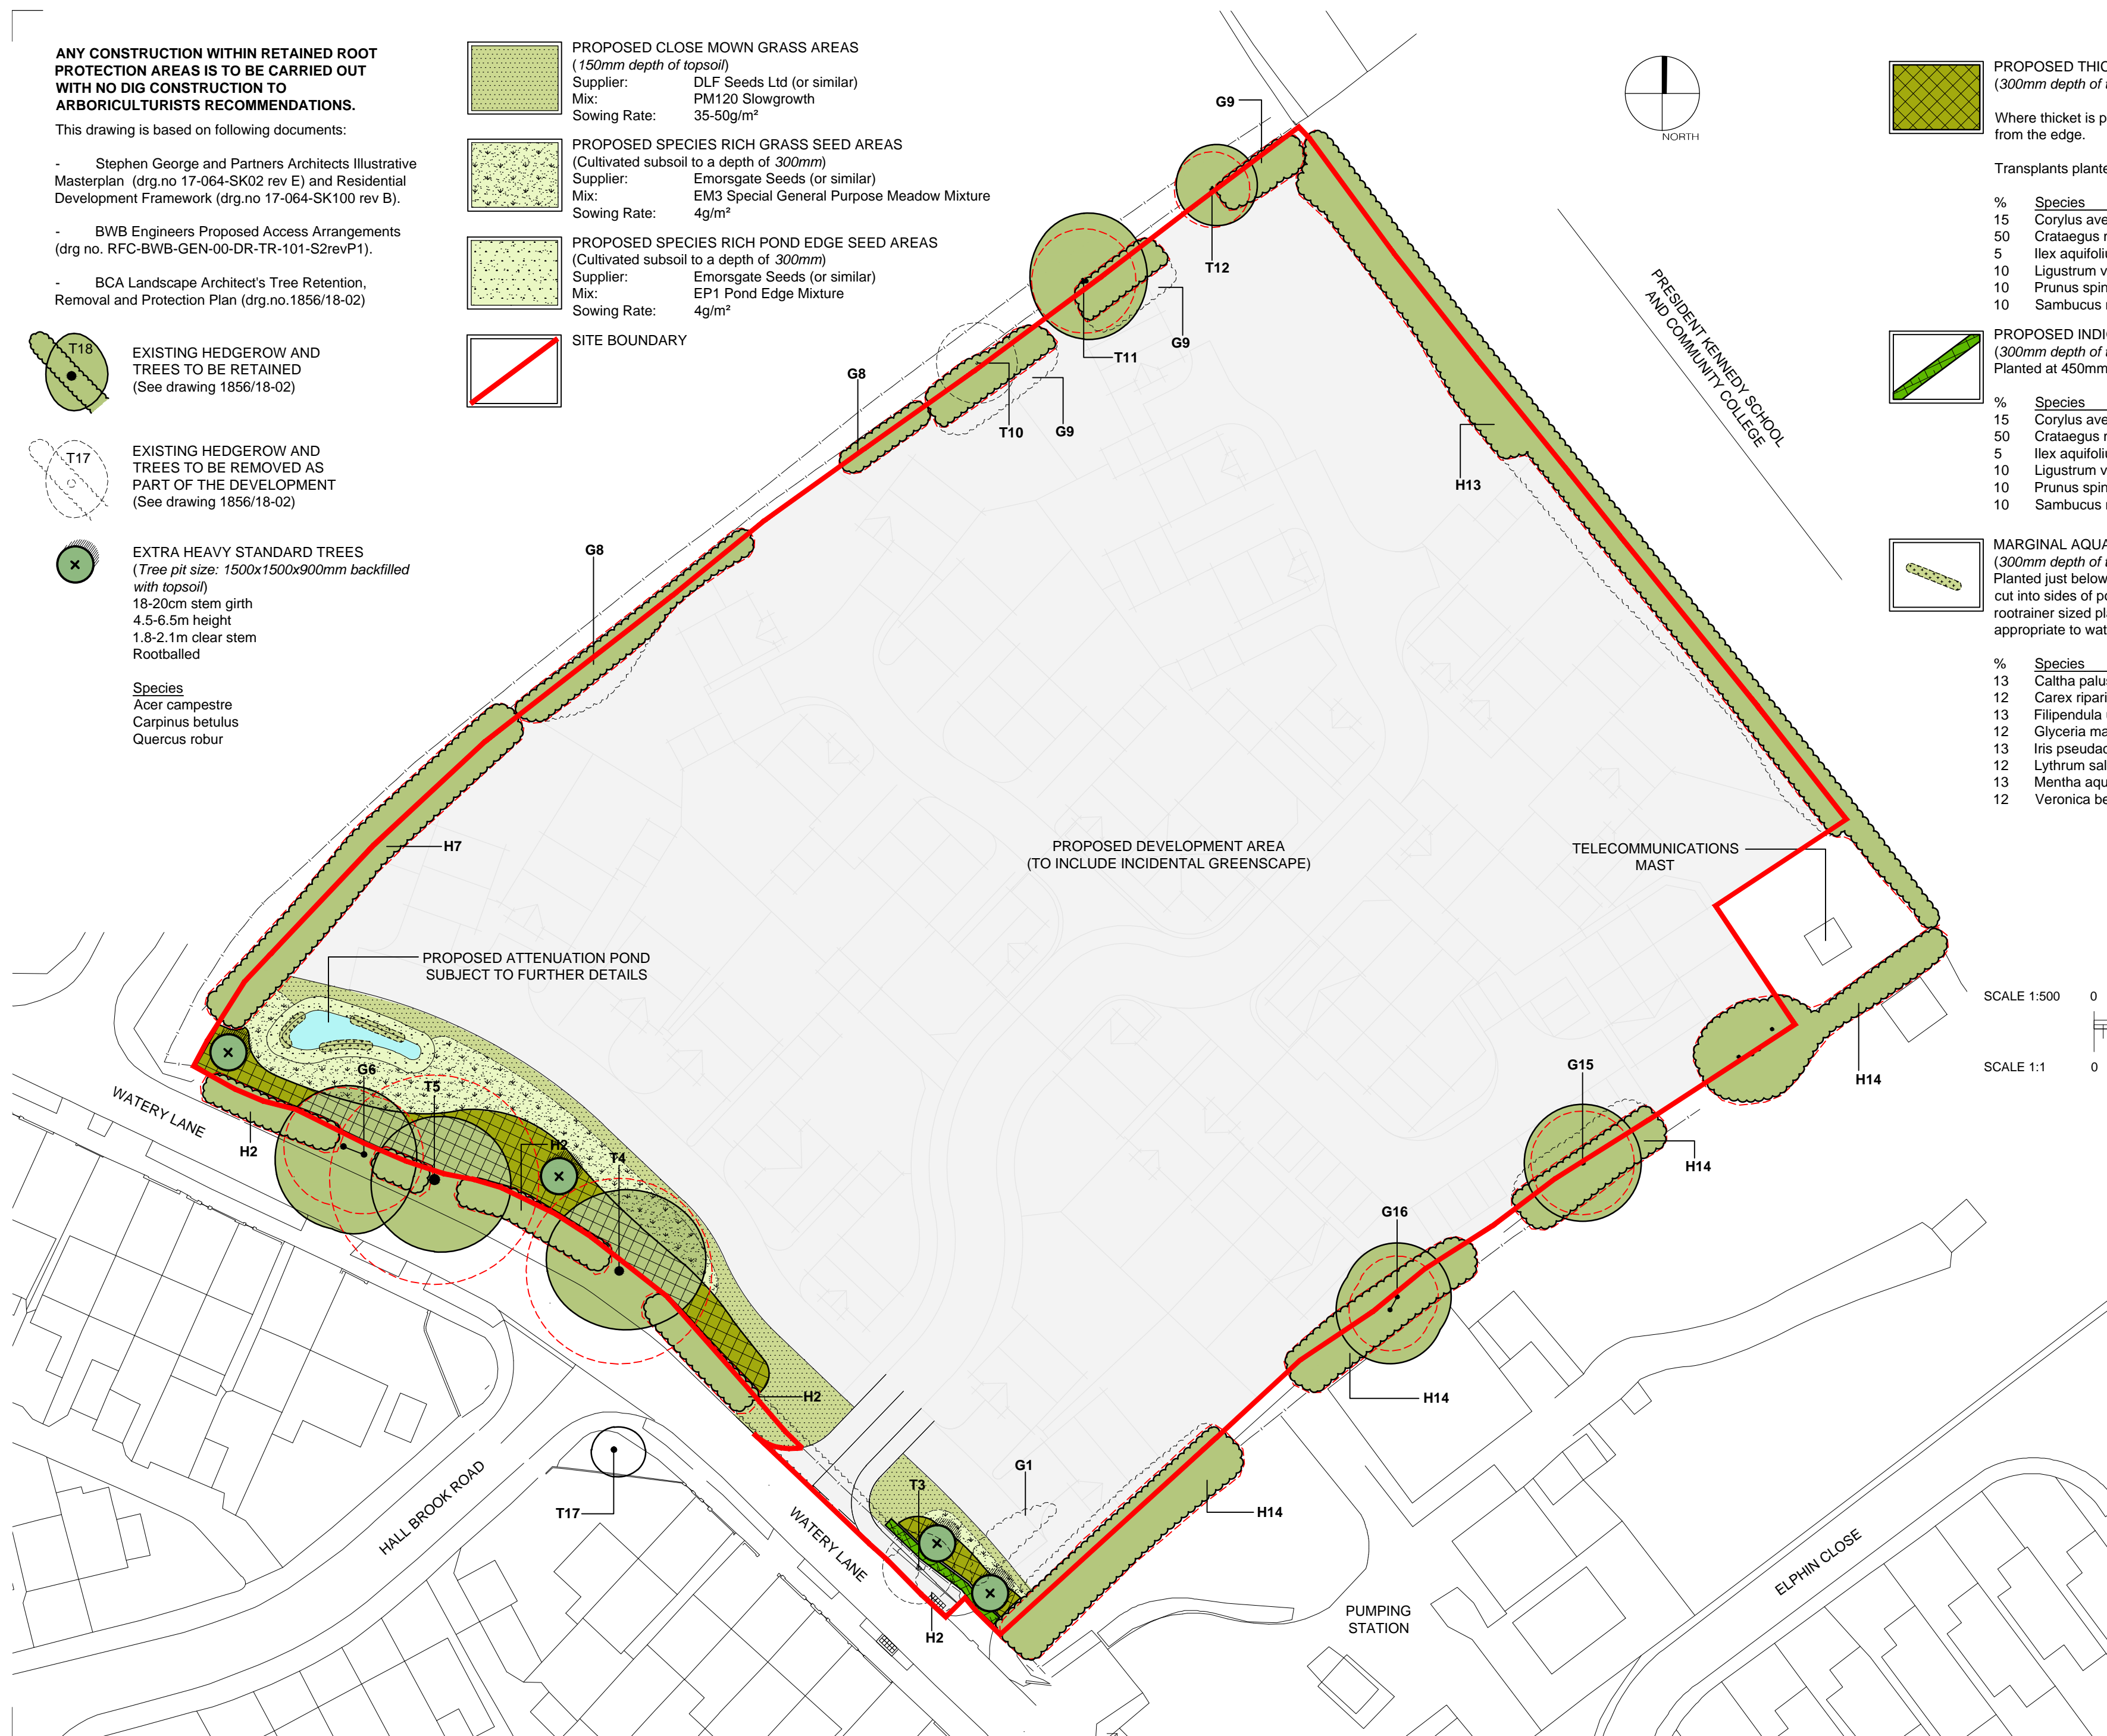 ANY CONSTRUCTION WITHIN RETAINED ROOT
PROTECTION AREAS IS TO BE CARRIED OUT
WITH NO DIG CONSTRUCTION TO
ARBORICULTURISTS RECOMMENDATIONS.
This drawing is based on following documents:
- Stephen George and Partners Architects Illustrative
Masterplan (drg.no 17-064-SK02 rev E) and Residential
Development Framework (drg.no 17-064-SK100 rev B).
- BWB Engineers Proposed Access Arrangements
(drg no. RFC-BWB-GEN-00-DR-TR-101-S2revP1).
- BCA Landscape Architect's Tree Retention,
Removal and Protection Plan (drg.no.1856/18-02)
T18
EXISTING HEDGEROW AND
TREES TO BE RETAINED
(See drawing 1856/18-02)
T17
EXISTING HEDGEROW AND
TREES TO BE REMOVED AS
PART OF THE DEVELOPMENT
(See drawing 1856/18-02)
EXTRA HEAVY STANDARD TREES
(Tree pit size: 1500x1500x900mm backfilled
with topsoil)
18-20cm stem girth
4.5-6.5m height
1.8-2.1m clear stem
Rootballed
Species
Acer campestre
Carpinus betulus
Quercus robur
PROPOSED CLOSE MOWN GRASS AREAS
(150mm depth of topsoil)
Supplier: DLF Seeds Ltd (or similar)
Mix: PM120 Slowgrowth
Sowing Rate: 35-50g/m²
PROPOSED SPECIES RICH GRASS SEED AREAS
(Cultivated subsoil to a depth of 300mm)
Supplier: Emorsgate Seeds (or similar)
Mix: EM3 Special General Purpose Meadow Mixture
Sowing Rate: 4g/m²
PROPOSED SPECIES RICH POND EDGE SEED AREAS
(Cultivated subsoil to a depth of 300mm)
Supplier: Emorsgate Seeds (or similar)
Mix: EP1 Pond Edge Mixture
Sowing Rate: 4g/m²
SITE BOUNDARY
NORTH
PROPOSED THIC
(300mm depth of t
Where thicket is p
from the edge.
Transplants plante
% Species
15 Corylus ave
50 Crataegus m
5 Ilex aquifoliu
10 Ligustrum v
10 Prunus spin
10 Sambucus n
PROPOSED INDIG
(300mm depth of t
Planted at 450mm
% Species
15 Corylus ave
50 Crataegus m
5 Ilex aquifoliu
10 Ligustrum v
10 Prunus spin
10 Sambucus n
MARGINAL AQUA
(300mm depth of t
Planted just below
cut into sides of po
rootrainer sized pla
appropriate to wat
% Species
13 Caltha palus
12 Carex ripari
13 Filipendula u
12 Glyceria ma
13 Iris pseudac
12 Lythrum sal
13 Mentha aqu
12 Veronica be
SCALE 1:500 0
SCALE 1:1 0
G9
T12
G9
T11
G8
T10
G9
PRESIDENT KENNEDY SCHOOL
AND COMMUNITY COLLEGE
H13
G8
H7
PROPOSED DEVELOPMENT AREA
(TO INCLUDE INCIDENTAL GREENSCAPE)
TELECOMMUNICATIONS
MAST
PROPOSED ATTENUATION POND
SUBJECT TO FURTHER DETAILS
G6
T5
WATERY LANE
H2
H2
T4
G15
H14
H14
G16
H14
H2
G1
T3
H14
T17
HALL BROOK ROAD
WATERY LANE
H2
PUMPING
STATION
ELPHIN CLOSE